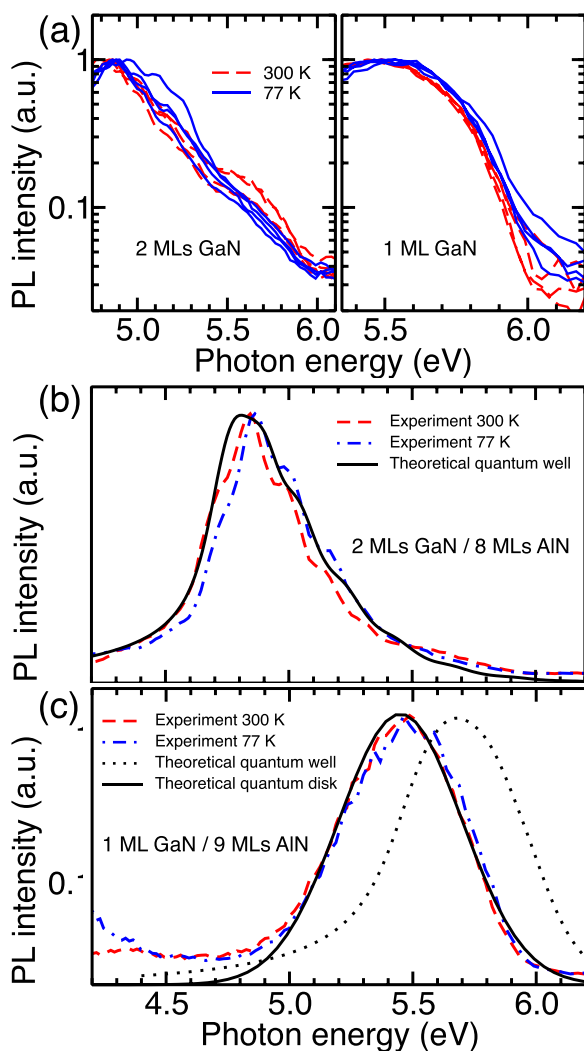 (a)
PL intensity (a.u.)
1
0.1
300 K
77 K
2 MLs GaN
1 ML GaN
5.0 5.5 6.0 5.5 6.0
Photon energy (eV)
(b)
PL intensity (a.u.)
Experiment 300 K
Experiment 77 K
Theoretical quantum well
2 MLs GaN / 8 MLs AlN
(c)
PL intensity (a.u.)
0.
Experiment 300 K
Experiment 77 K
Theoretical quantum well
Theoretical quantum disk
1 ML GaN / 9 MLs AlN
4.5 5.0 5.5 6.0
Photon energy (eV)